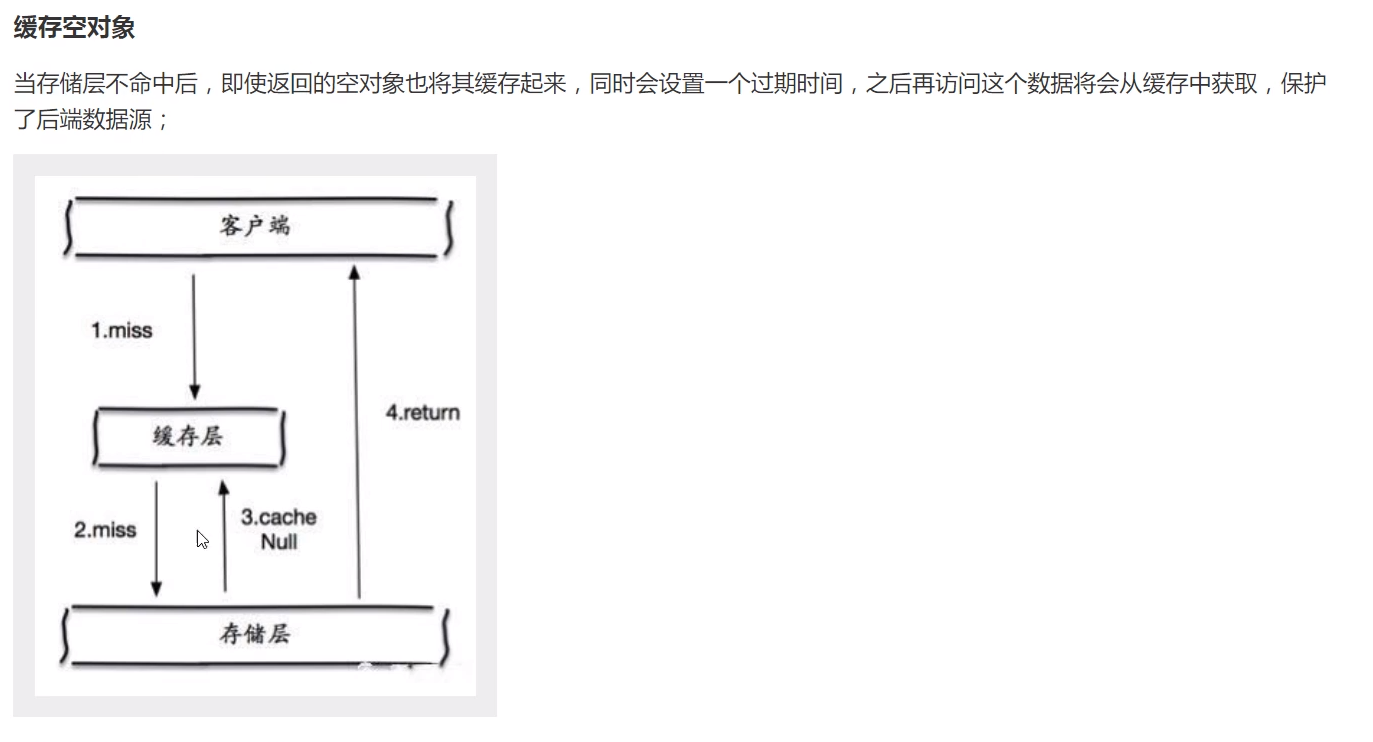 缓存空对象
当存储层不命中后，即使返回的空对象也将其缓存起来，同时会设置一个过期时间，之后再访问这个数据将会从缓存中获取，保护
了后端数据源；
客户端
1.miss
4.return
缓存层
2.miss
3.cache
Null
存储层